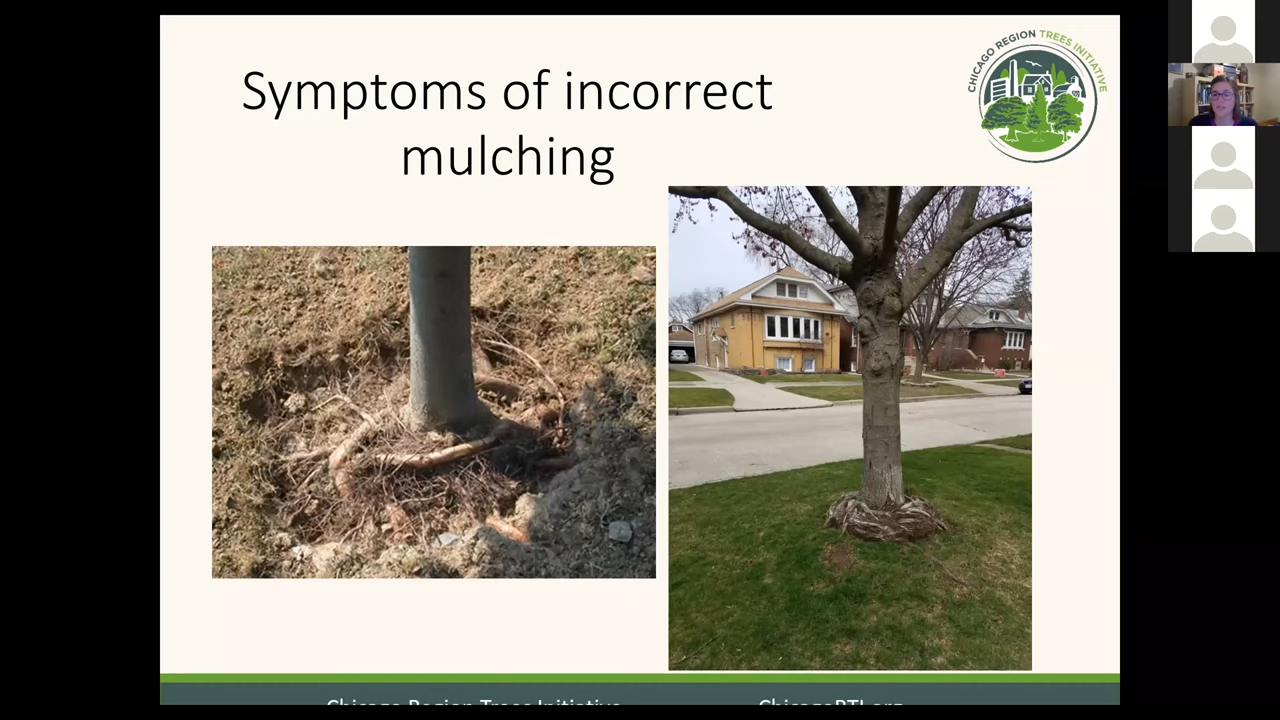 Symptoms of incorrect
mulching
CHICAGO REGION TREES INITIATIVE
Chicago Region Trees Initiative
ChicagoRTI.org